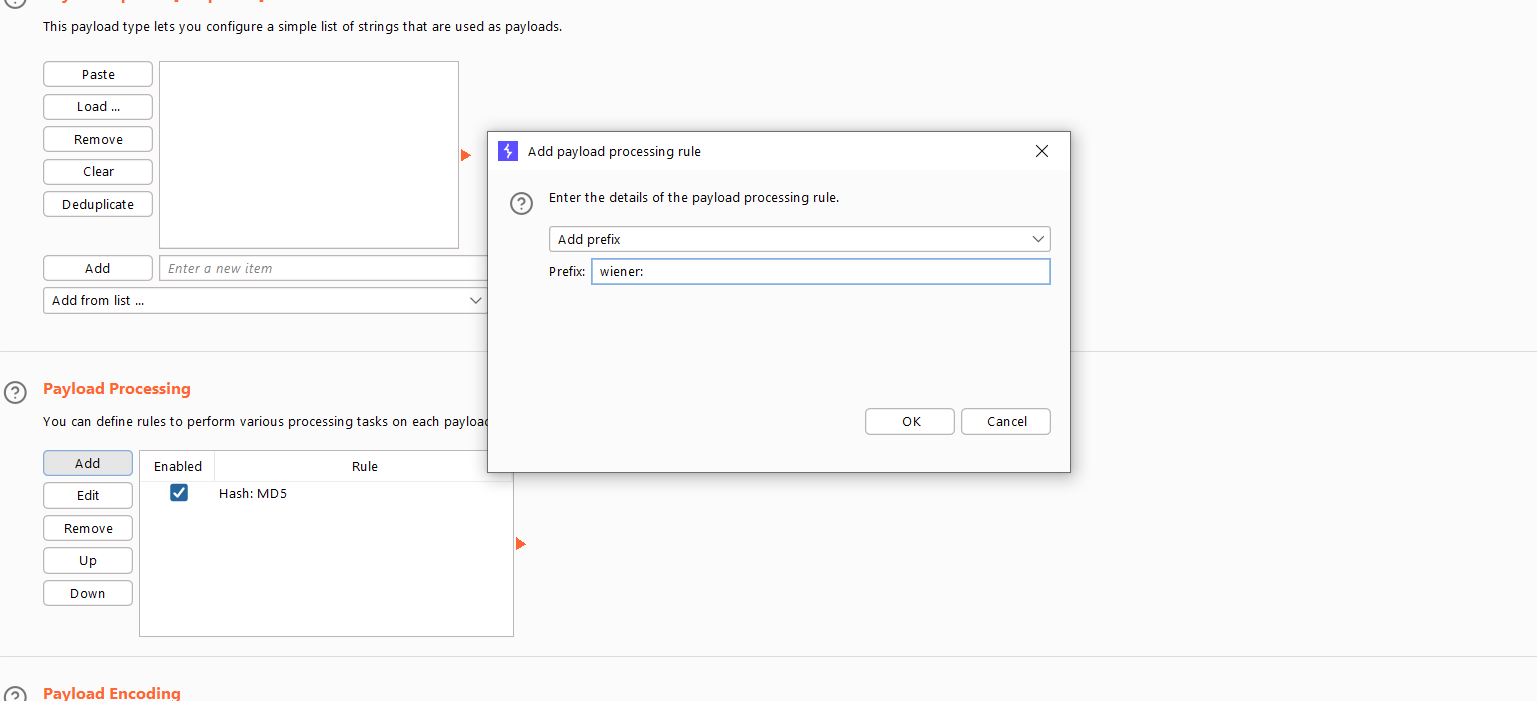 This payload type lets you configure a simple list of strings that are used as payloads.
Paste
Load ...
Remove
Clear
Deduplicate
Add
Enter a new item
Add from list ...
Add payload processing rule
Enter the details of the payload processing rule.
Add prefix
Prefix:
wiener:
OK
Cancel
Payload Processing
You can define rules to perform various processing tasks on each
Add
Edit
Remove
Up
Down
Enabled
Rule
Hash: MD5
Payload Encoding